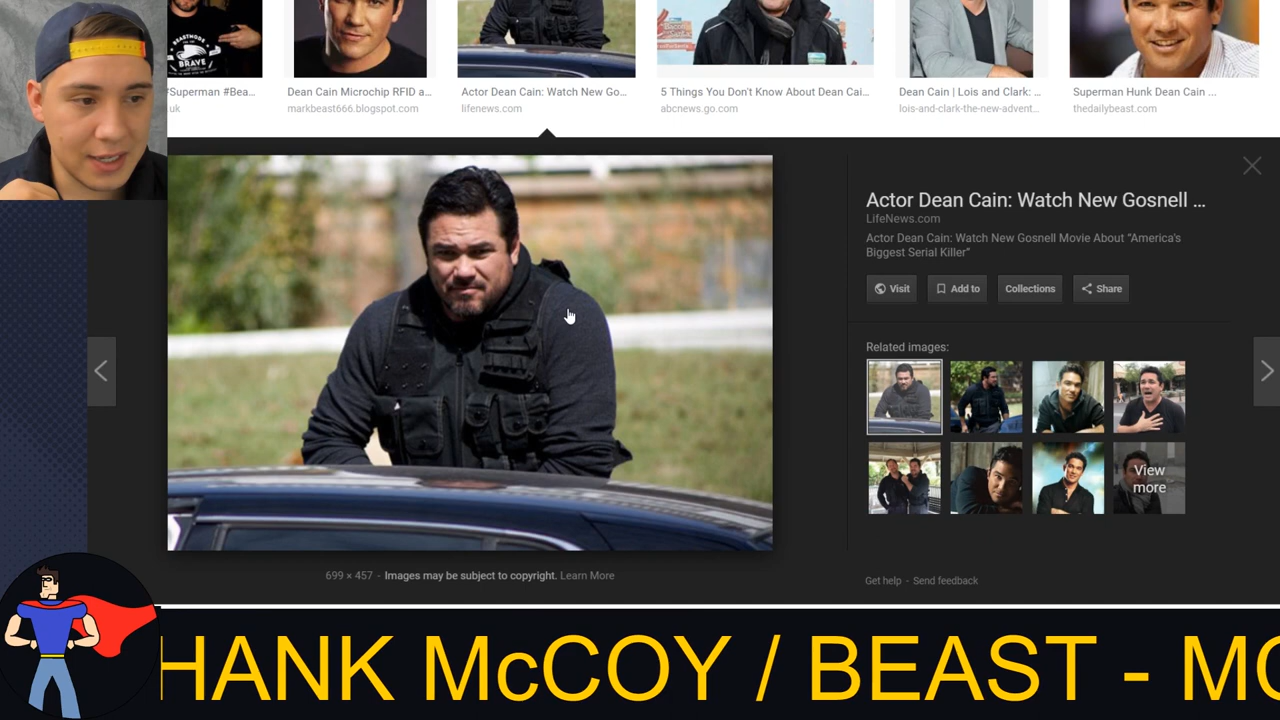 BEASTMODE
BRAVE
#Superman #Bea...
uk
Dean Cain Microchip RFID a...
markbeast666.blogspot.com
Actor Dean Cain: Watch New Go...
lifenews.com
5 Things You Don't Know About Dean Cai...
abcnews.go.com
Dean Cain | Lois and Clark: ...
lois-and-clark-the-new-advent...
Superman Hunk Dean Cain ...
thedailybeast.com
Actor Dean Cain: Watch New Gosnell ...
LifeNews.com
Actor Dean Cain: Watch New Gosnell Movie About “America's
Biggest Serial Killer”
Visit
Add to
Collections
Share
Related images:
View
more
699 × 457 - Images may be subject to copyright. Learn More
Get help - Send feedback
HANK McCOY / BEAST - MC